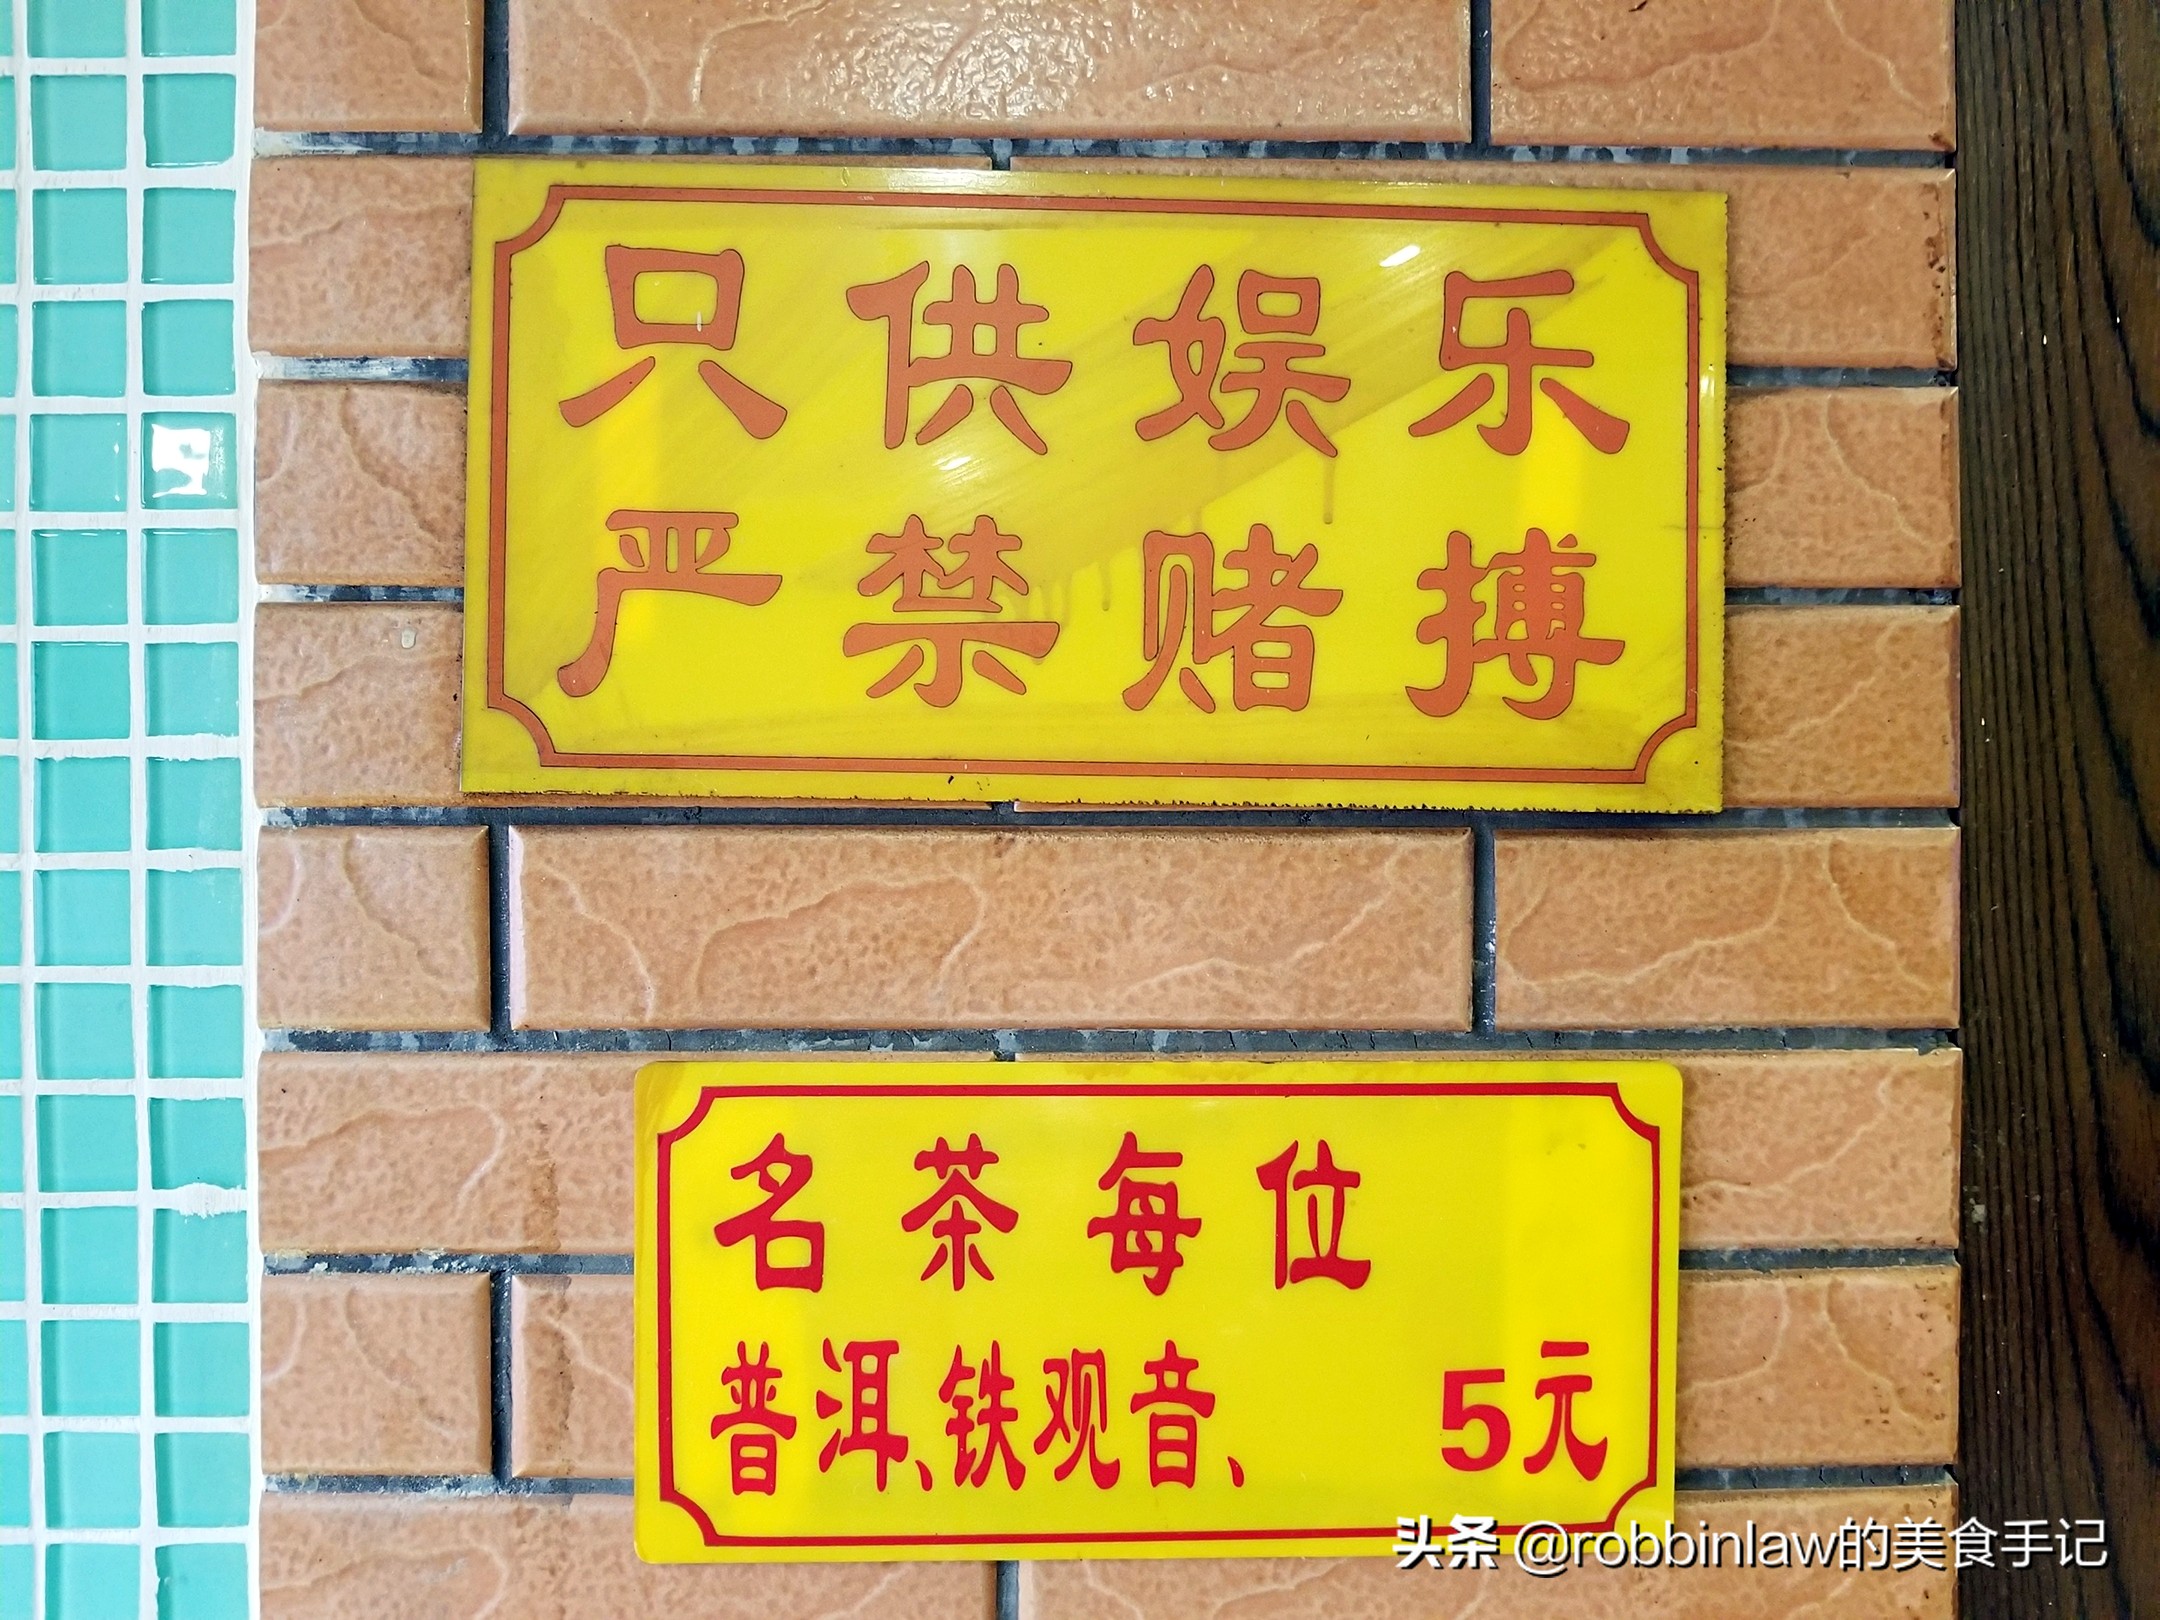 只供娱乐
严禁赌搏
名茶每位
普洱、铁观音、 5元
头条 @robbinlaw的美食手记